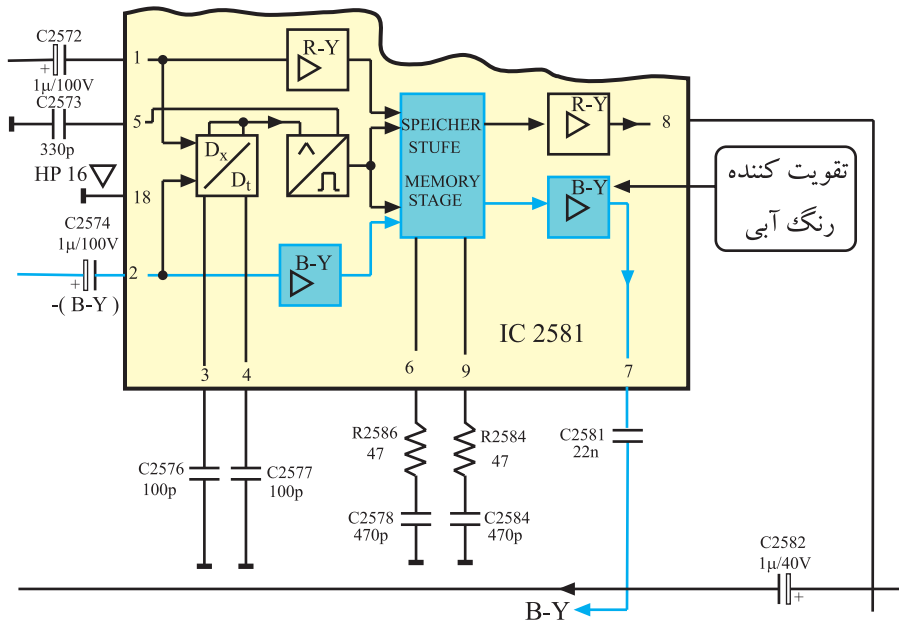 C2572
+
1µ/100V
1
R-Y
C2573
330p
5
SPEICHER
STUFE
MEMORY
STAGE
R-Y
8
HP 16
18
Dx
Dt
تقویت کننده
رنگ آبی
B-Y
C2574
1µ/100V
+
2
-( B-Y )
B-Y
IC 2581
3
4
6
9
7
R2586
47
R2584
47
C2581
22n
C2576
100p
C2577
100p
C2578
470p
C2584
470p
C2582
1µ/40V
+
B-Y